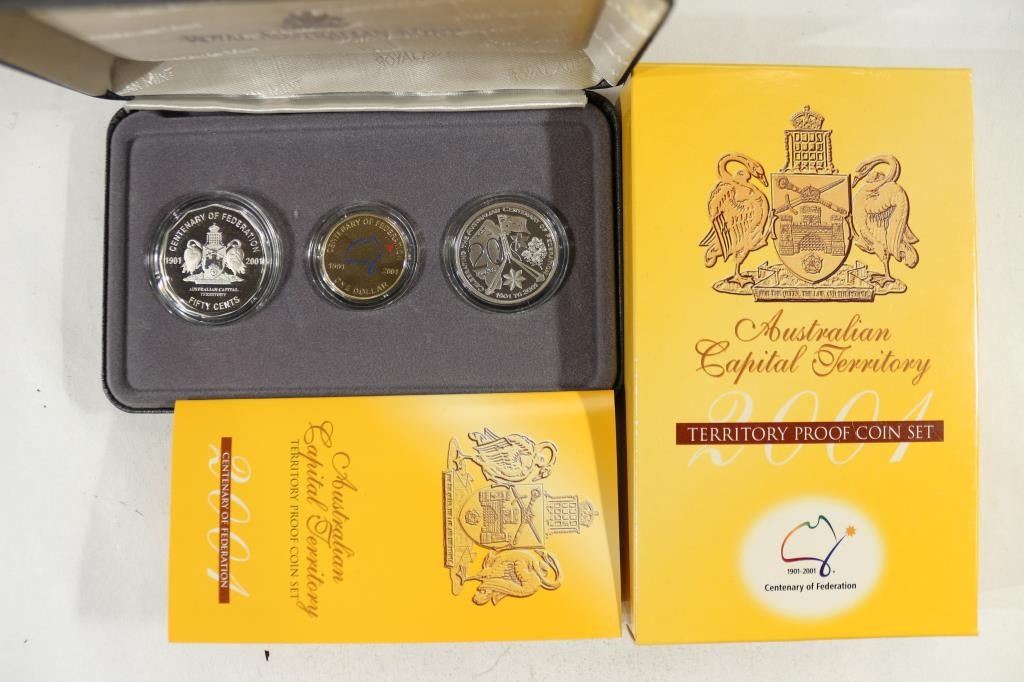 ROYAL AUSTRALIAN MINT
CENTENARY OF FEDERATION
1901 2001
AUSTRALIAN CAPITAL
TERRITORY
FIFTY CENTS
CENTENARY OF FEDERATION
1901 2001
ONE DOLLAR
20
FOR THE QUEEN, THE LAW, AND THE PEOPLE
Australian
Capital Territory
2001
TERRITORY PROOF COIN SET
1901-2001
Centenary of Federation
Australian
Capital Territory
TERRITORY PROOF COIN SET
2001
CENTENARY OF FEDERATION